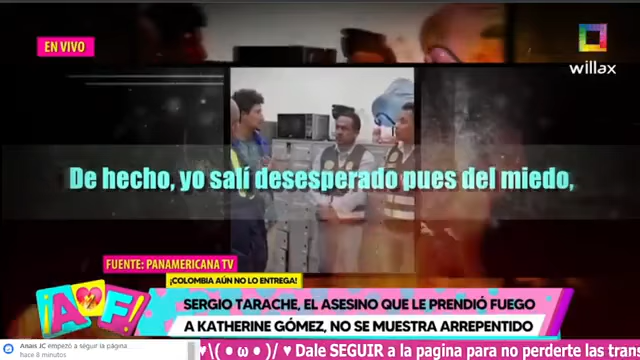 EN VIVO
willax
De hecho, yo salí desesperado pues del miedo,
FUENTE: PANAMERICANA TV
¡COLOMBIA AÚN NO LO ENTREGA!
¡A F!
SERGIO TARACHE, EL ASESINO QUE LE PRENDIÓ FUEGO
A KATHERINE GÓMEZ, NO SE MUESTRA ARREPENTIDO
Anais JC empezó a seguir la página
hace 8 minutos
♥\(●ω●)/ ♥ Dale SEGUIR a la pagina para no perderte las tran